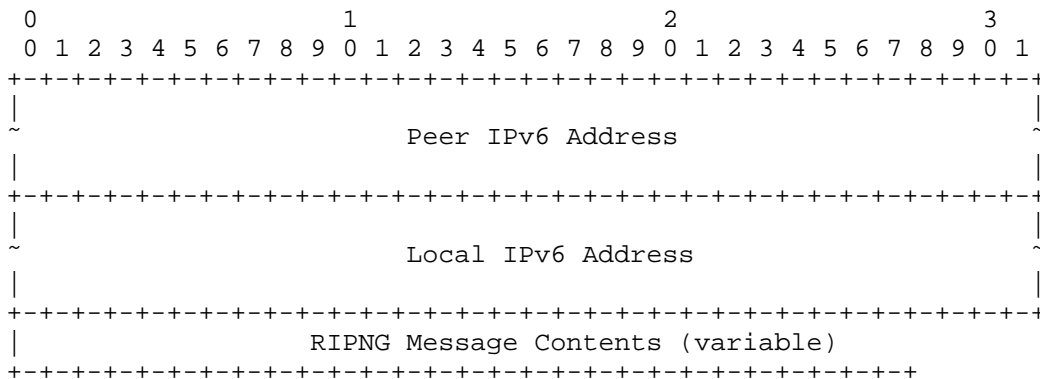 0                   1                   2                   3
 0 1 2 3 4 5 6 7 8 9 0 1 2 3 4 5 6 7 8 9 0 1 2 3 4 5 6 7 8 9 0 1
+-+-+-+-+-+-+-+-+-+-+-+-+-+-+-+-+-+-+-+-+-+-+-+-+-+-+-+-+-+-+-+-+
|                                                               |
~                        Peer IPv6 Address                      ~
|                                                               |
+-+-+-+-+-+-+-+-+-+-+-+-+-+-+-+-+-+-+-+-+-+-+-+-+-+-+-+-+-+-+-+-+
|                                                               |
~                        Local IPv6 Address                     ~
|                                                               |
+-+-+-+-+-+-+-+-+-+-+-+-+-+-+-+-+-+-+-+-+-+-+-+-+-+-+-+-+-+-+-+-+
|                  RIPNG Message Contents (variable)
+-+-+-+-+-+-+-+-+-+-+-+-+-+-+-+-+-+-+-+-+-+-+-+-+-+-+-+-+